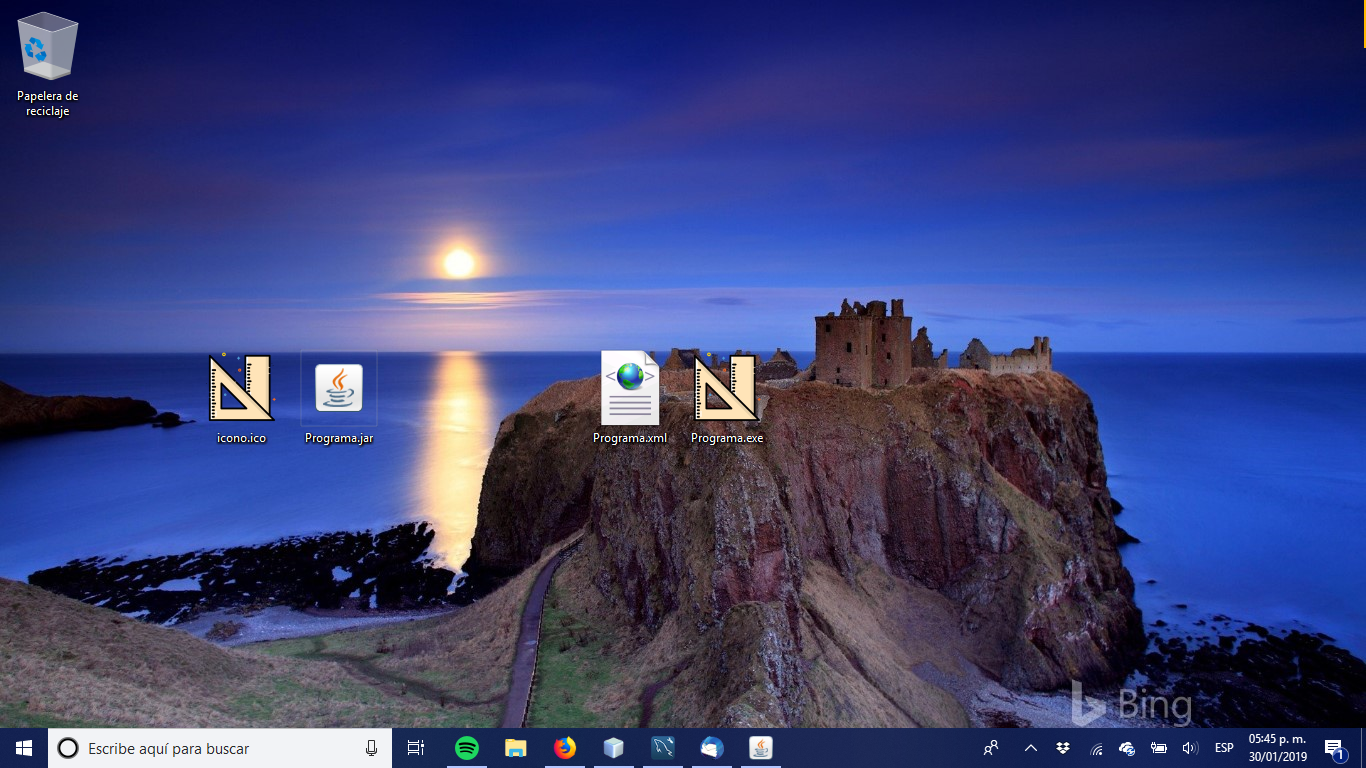 Papelera de
reciclaje
icono.ico
Programa.jar
Programa.xml
Programa.exe
Bing
Escribe aquí para buscar
ESP
05:45 p. m.
30/01/2019
1